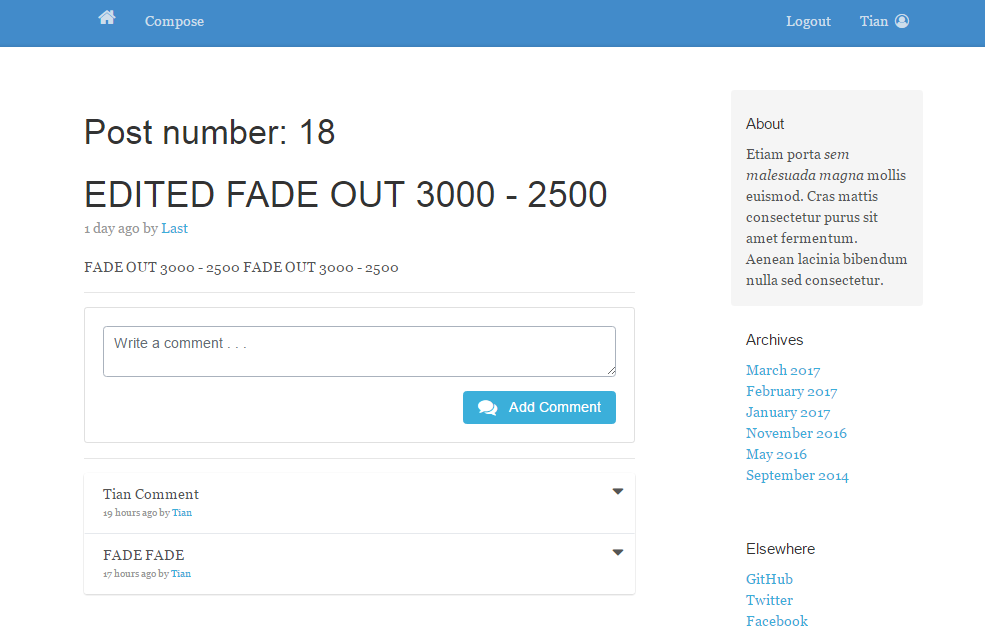 Compose
Logout
Tian
Post number: 18
EDITED FADE OUT 3000 - 2500
1 day ago by Last
FADE OUT 3000 - 2500 FADE OUT 3000 - 2500
Write a comment . . .
Add Comment
Tian Comment
19 hours ago by Tian
FADE FADE
17 hours ago by Tian
About
Etiam porta sem
malesuada magna mollis
euismod. Cras mattis
consectetur purus sit
amet fermentum.
Aenean lacinia bibendum
nulla sed consectetur.
Archives
March 2017
February 2017
January 2017
November 2016
May 2016
September 2014
Elsewhere
GitHub
Twitter
Facebook